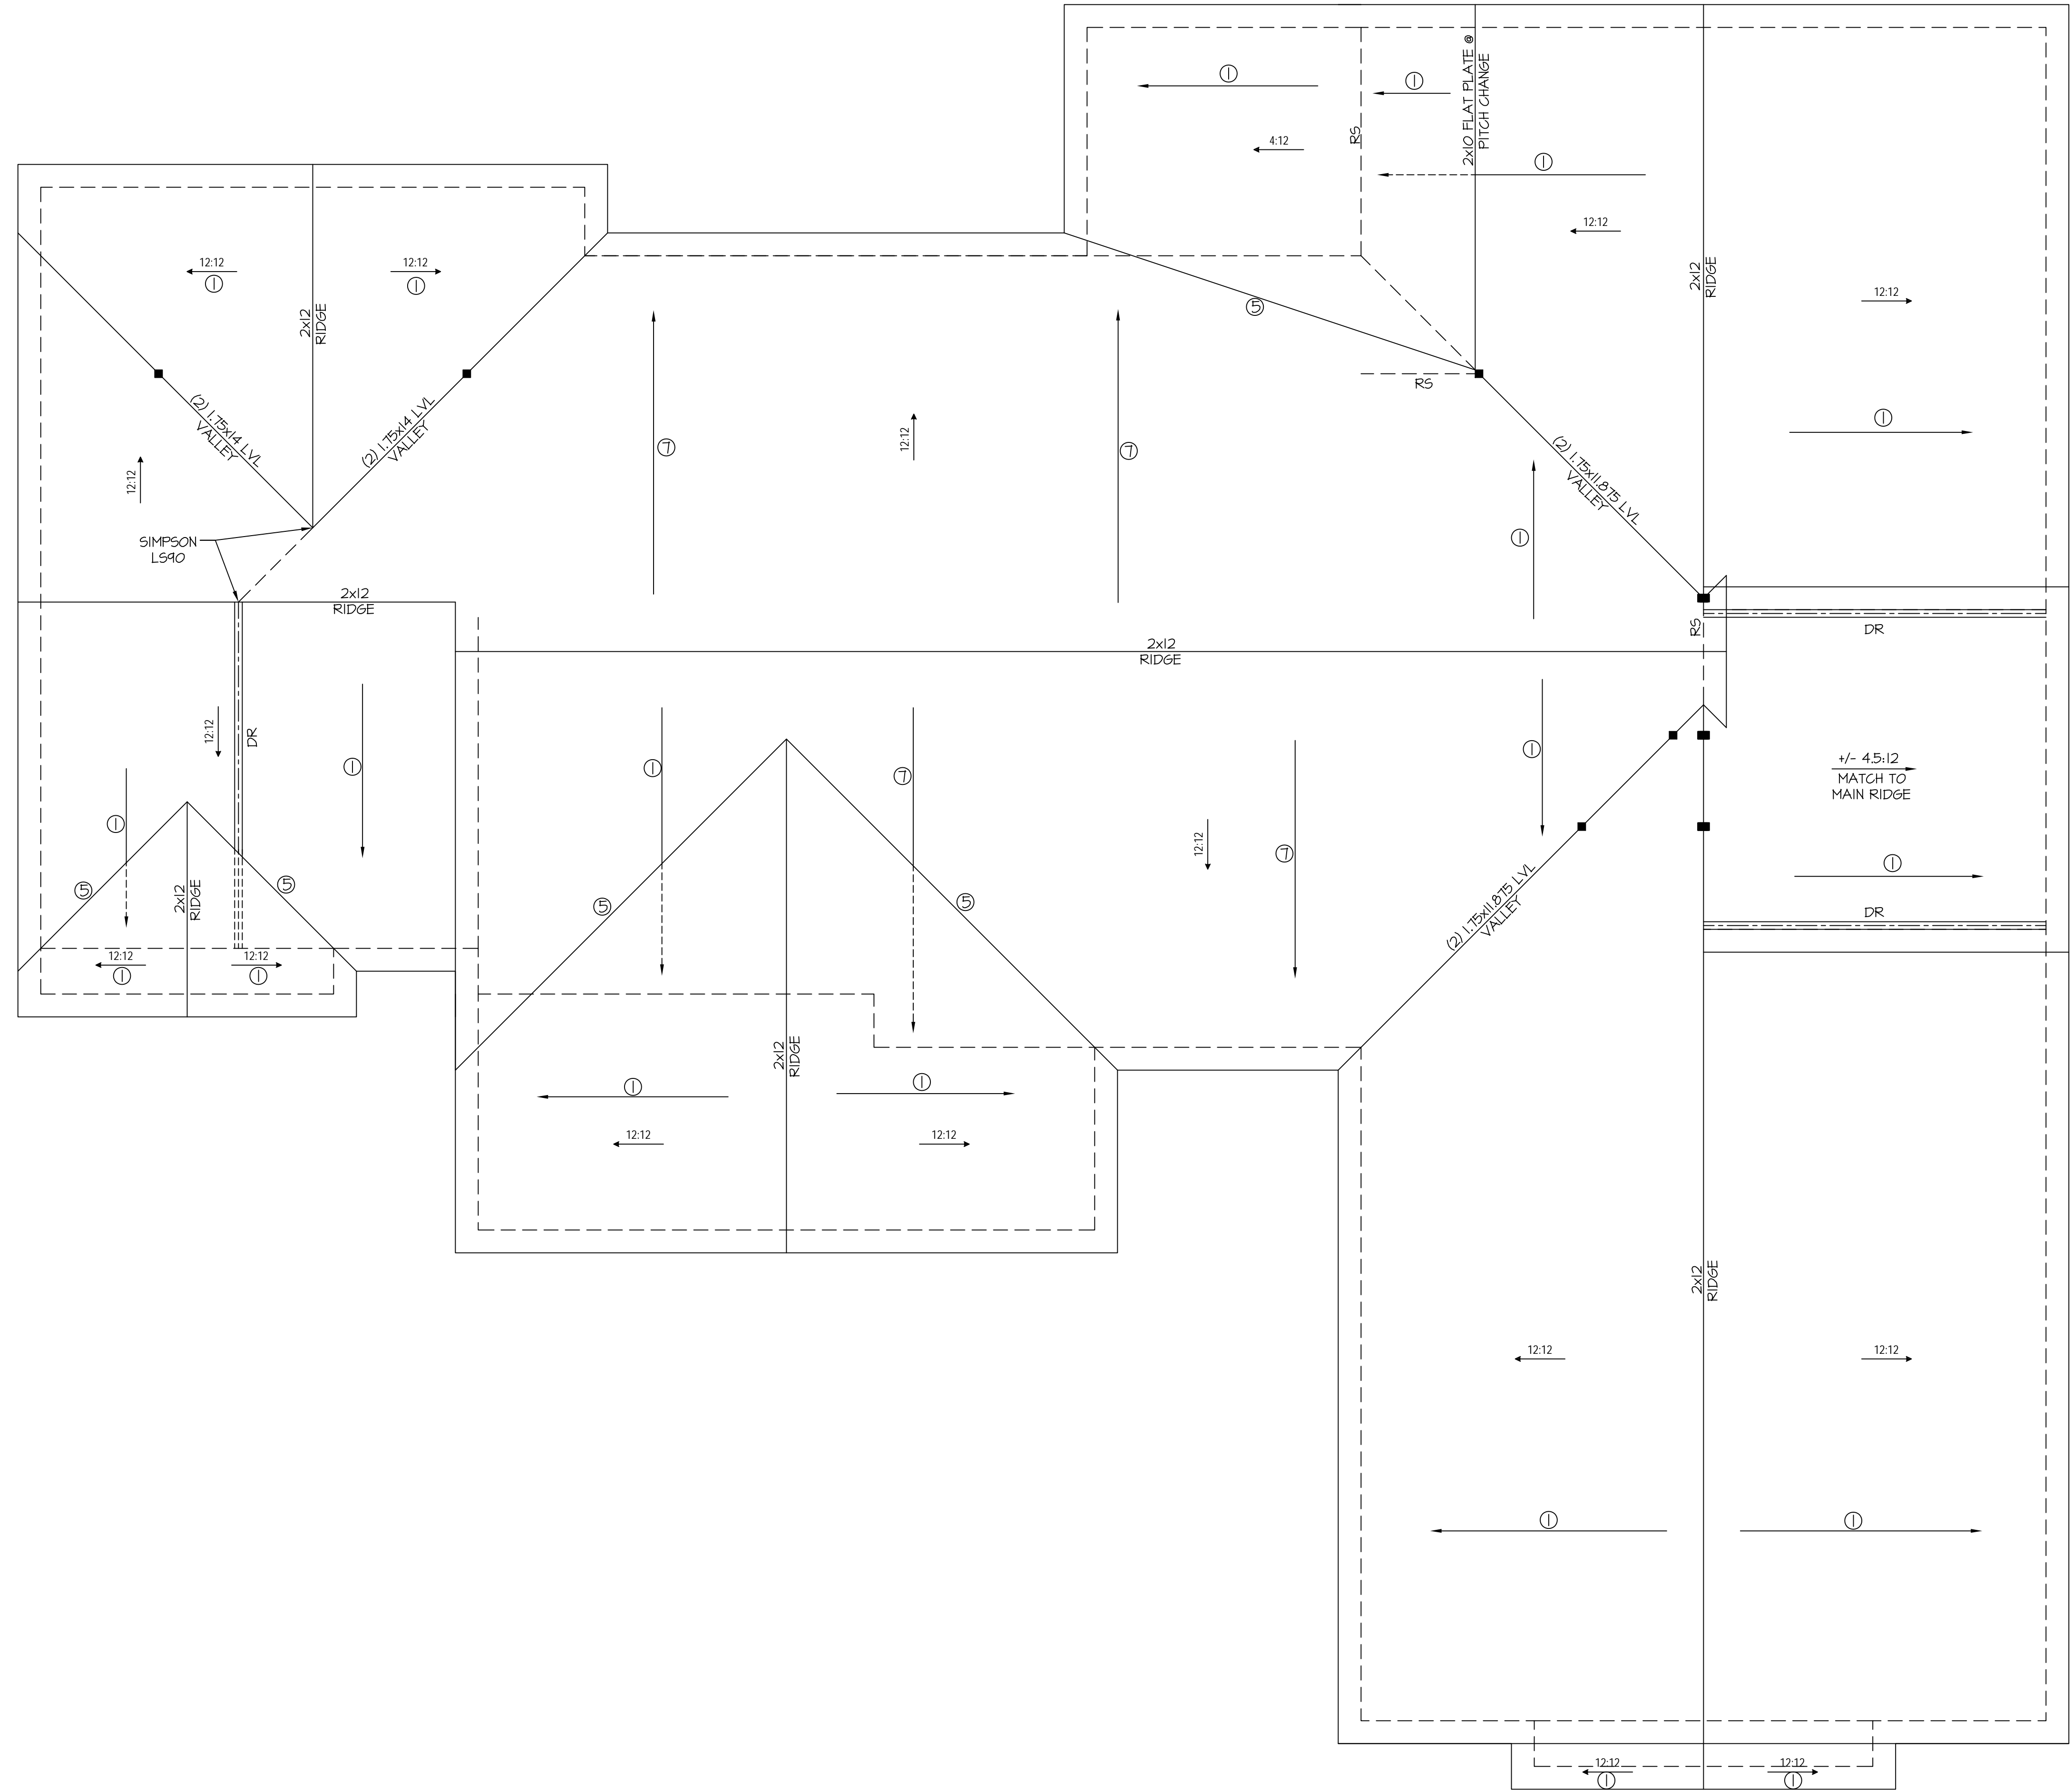 2x10 FLAT PLATE @
PITCH CHANGE
1
1
RS
4:12
1
12:12
2x12
RIDGE
12:12
1
12:12
1
12:12
1
2x12
RIDGE
5
RS
(2) 1.75x14 LVL
VALLEY
(2) 1.75x14 LVL
VALLEY
7
12:12
7
(2) 1.75x11.875 LVL
VALLEY
1
12:12
SIMPSON
LS90
2x12
RIDGE
RS
DR
2x12
RIDGE
12:12
DR
1
1
7
1
+/- 4.5:12
MATCH TO
MAIN RIDGE
1
12:12
7
1
5
2x12
RIDGE
5
5
5
(2) 1.75x11.875 LVL
VALLEY
DR
12:12
1
12:12
1
2x12
RIDGE
1
1
12:12
12:12
2x12
RIDGE
12:12
12:12
1
1
12:12
1
12:12
1